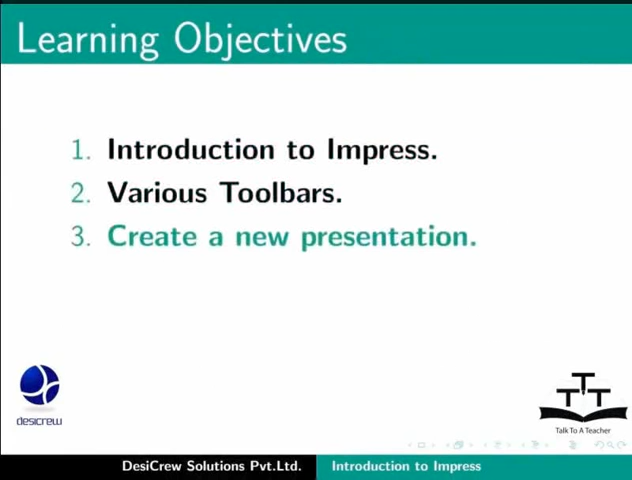 Learning Objectives
1. Introduction to Impress.
2. Various Toolbars.
3. Create a new presentation.
desicrew
T T T
Talk To A Teacher
DesiCrew Solutions Pvt.Ltd. Introduction to Impress